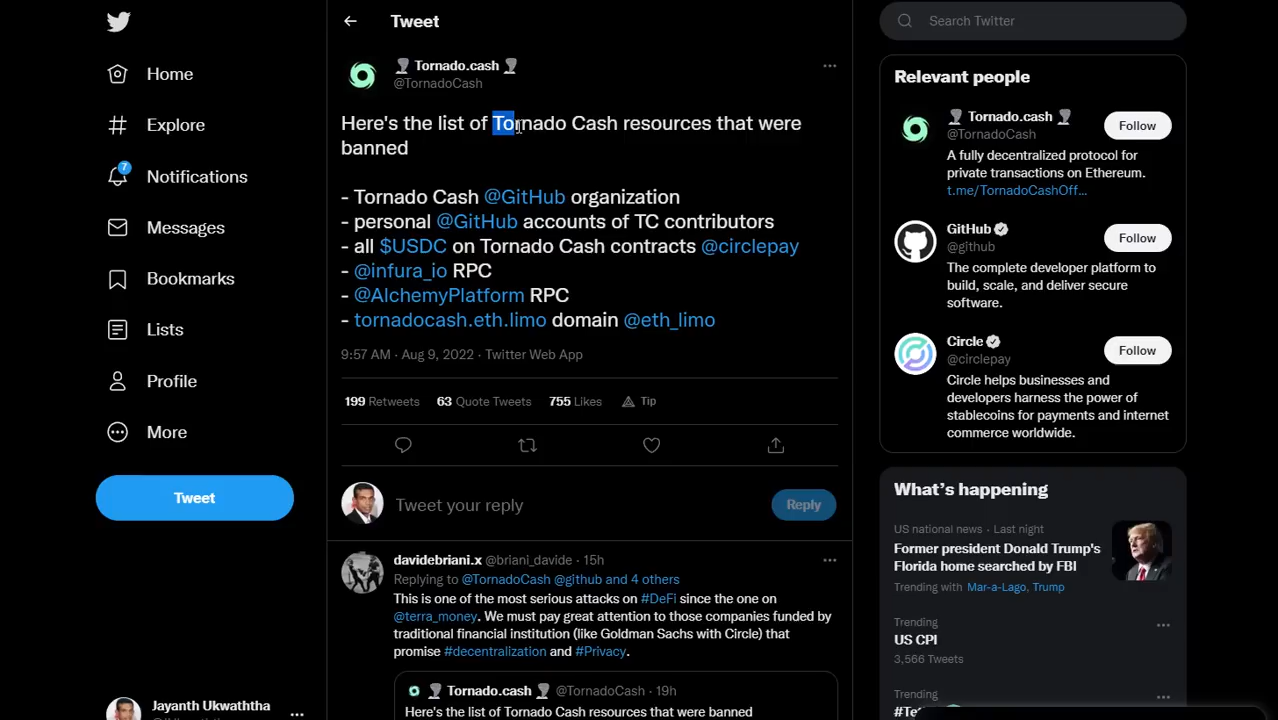 Home
Explore
7
Notifications
Messages
Bookmarks
Lists
Profile
More
Tweet
Jayanth Ukwaththa
Tweet
Tornado.cash
@TornadoCash
Here's the list of Tornado Cash resources that were
banned
- Tornado Cash @GitHub organization
- personal @GitHub accounts of TC contributors
- all $USDC on Tornado Cash contracts @circlepay
- @infura_io RPC
- @AlchemyPlatform RPC
- tornadocash.eth.limo domain @eth_limo
9:57 AM · Aug 9, 2022 · Twitter Web App
199 Retweets 63 Quote Tweets 755 Likes Tip
Tweet your reply
Reply
davidebriani.x @briani_davide · 15h
Replying to @TornadoCash @github and 4 others
This is one of the most serious attacks on #DeFi since the one on
@terra_money. We must pay great attention to those companies funded by
traditional financial institution (like Goldman Sachs with Circle) that
promise #decentralization and #Privacy.
Tornado.cash @TornadoCash · 19h
Here's the list of Tornado Cash resources that were banned
Search Twitter
Relevant people
Tornado.cash
@TornadoCash
Follow
A fully decentralized protocol for
private transactions on Ethereum.
t.me/TornadoCashOff...
GitHub
@github
Follow
The complete developer platform to
build, scale, and deliver secure
software.
Circle
@circlepay
Follow
Circle helps businesses and
developers harness the power of
stablecoins for payments and internet
commerce worldwide.
What's happening
US national news · Last night
Former president Donald Trump's
Florida home searched by FBI
Trending with Mar-a-Lago, Trump
Trending
US CPI
3,566 Tweets
Trending